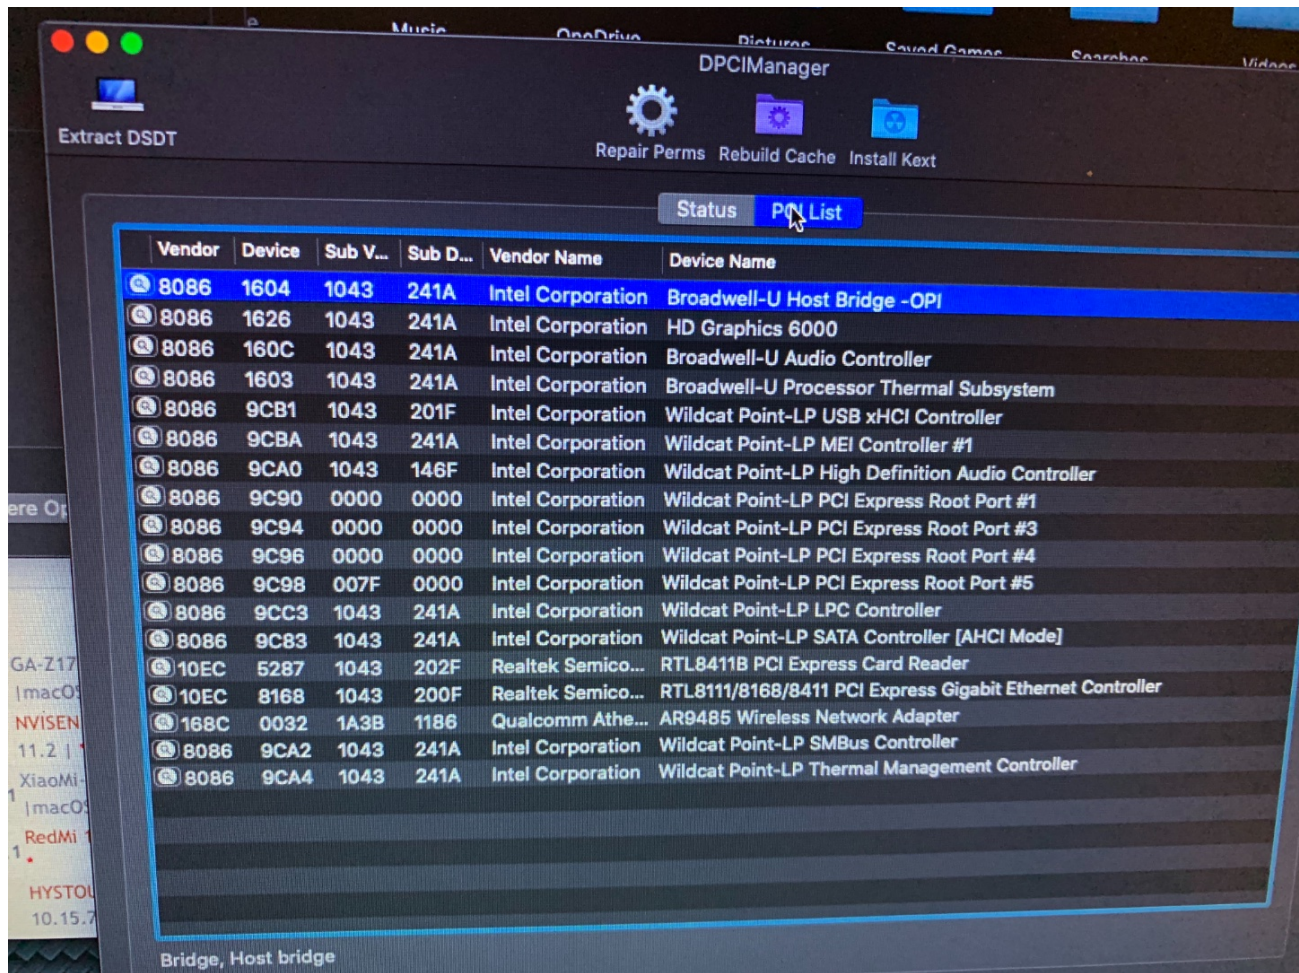 Music OneDrive Pictures Saved Games Searches Videos
DPCIManager
Extract DSDT
Repair Perms Rebuild Cache Install Kext
Status PCI List
Vendor Device Sub V... Sub D... Vendor Name Device Name
8086 1604 1043 241A Intel Corporation Broadwell-U Host Bridge -OPI
8086 1626 1043 241A Intel Corporation HD Graphics 6000
8086 160C 1043 241A Intel Corporation Broadwell-U Audio Controller
8086 1603 1043 241A Intel Corporation Broadwell-U Processor Thermal Subsystem
8086 9CB1 1043 201F Intel Corporation Wildcat Point-LP USB xHCI Controller
8086 9CBA 1043 241A Intel Corporation Wildcat Point-LP MEI Controller #1
8086 9CA0 1043 146F Intel Corporation Wildcat Point-LP High Definition Audio Controller
8086 9C90 0000 0000 Intel Corporation Wildcat Point-LP PCI Express Root Port #1
8086 9C94 0000 0000 Intel Corporation Wildcat Point-LP PCI Express Root Port #3
8086 9C96 0000 0000 Intel Corporation Wildcat Point-LP PCI Express Root Port #4
8086 9C98 007F 0000 Intel Corporation Wildcat Point-LP PCI Express Root Port #5
8086 9CC3 1043 241A Intel Corporation Wildcat Point-LP LPC Controller
8086 9C83 1043 241A Intel Corporation Wildcat Point-LP SATA Controller [AHCI Mode]
10EC 5287 1043 202F Realtek Semico... RTL8411B PCI Express Card Reader
10EC 8168 1043 200F Realtek Semico... RTL8111/8168/8411 PCI Express Gigabit Ethernet Controller
168C 0032 1A3B 1186 Qualcomm Athe... AR9485 Wireless Network Adapter
8086 9CA2 1043 241A Intel Corporation Wildcat Point-LP SMBus Controller
8086 9CA4 1043 241A Intel Corporation Wildcat Point-LP Thermal Management Controller
Bridge, Host bridge
ere Op
GA-Z17
|macOS
NVISEN
11.2 |
XiaoMi-
|macOS
RedMi 1
HYSTOU
10.15.7